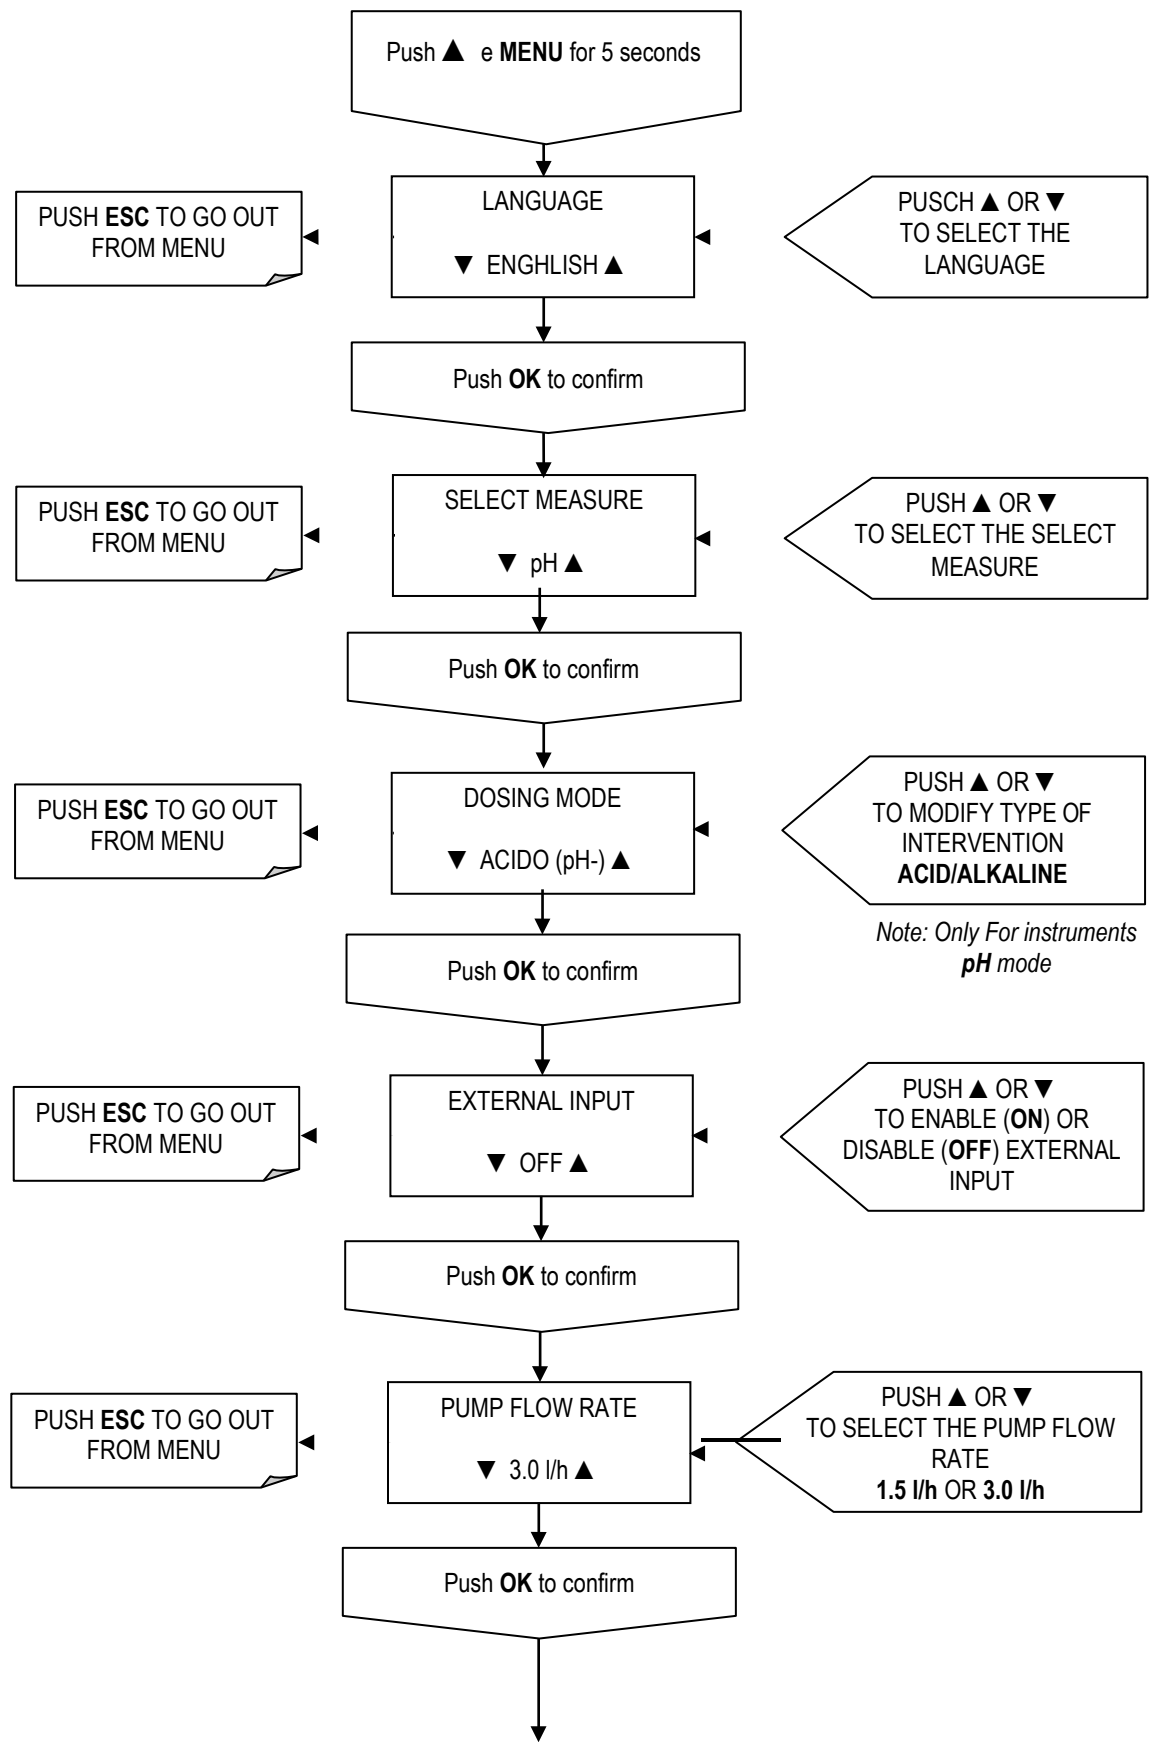 Push ▲ e MENU for 5 seconds
PUSH ESC TO GO OUT
FROM MENU
LANGUAGE
▼ ENGHLISH ▲
PUSCH ▲ OR ▼
TO SELECT THE
LANGUAGE
Push OK to confirm
PUSH ESC TO GO OUT
FROM MENU
SELECT MEASURE
▼ pH ▲
PUSH ▲ OR ▼
TO SELECT THE SELECT
MEASURE
Push OK to confirm
PUSH ESC TO GO OUT
FROM MENU
DOSING MODE
▼ ACIDO (pH-) ▲
PUSH ▲ OR ▼
TO MODIFY TYPE OF
INTERVENTION
ACID/ALKALINE
Note: Only For instruments
pH mode
Push OK to confirm
PUSH ESC TO GO OUT
FROM MENU
EXTERNAL INPUT
▼ OFF ▲
PUSH ▲ OR ▼
TO ENABLE (ON) OR
DISABLE (OFF) EXTERNAL
INPUT
Push OK to confirm
PUSH ESC TO GO OUT
FROM MENU
PUMP FLOW RATE
▼ 3.0 l/h ▲
PUSH ▲ OR ▼
TO SELECT THE PUMP FLOW
RATE
1.5 l/h OR 3.0 l/h
Push OK to confirm